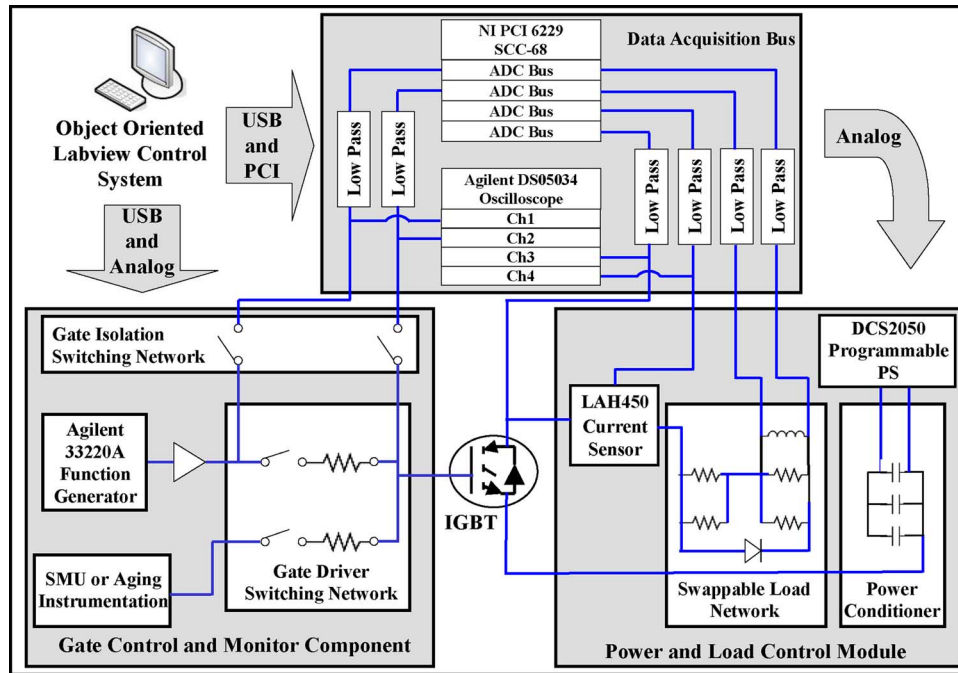 NI PCI 6229
SCC-68
Data Acquisition Bus
ADC Bus
ADC Bus
ADC Bus
ADC Bus
Object Oriented
Labview Control
System
USB
and
PCI
Analog
Low Pass
Low Pass
Low Pass
Low Pass
Low Pass
Low Pass
Agilent DS05034
Oscilloscope
Ch1
Ch2
Ch3
Ch4
USB
and
Analog
Gate Isolation
Switching Network
DCS2050
Programmable
PS
Agilent
33220A
Function
Generator
LAH450
Current
Sensor
IGBT
SMU or Aging
Instrumentation
Gate Driver
Switching Network
Swappable Load
Network
Power
Conditioner
Gate Control and Monitor Component
Power and Load Control Module